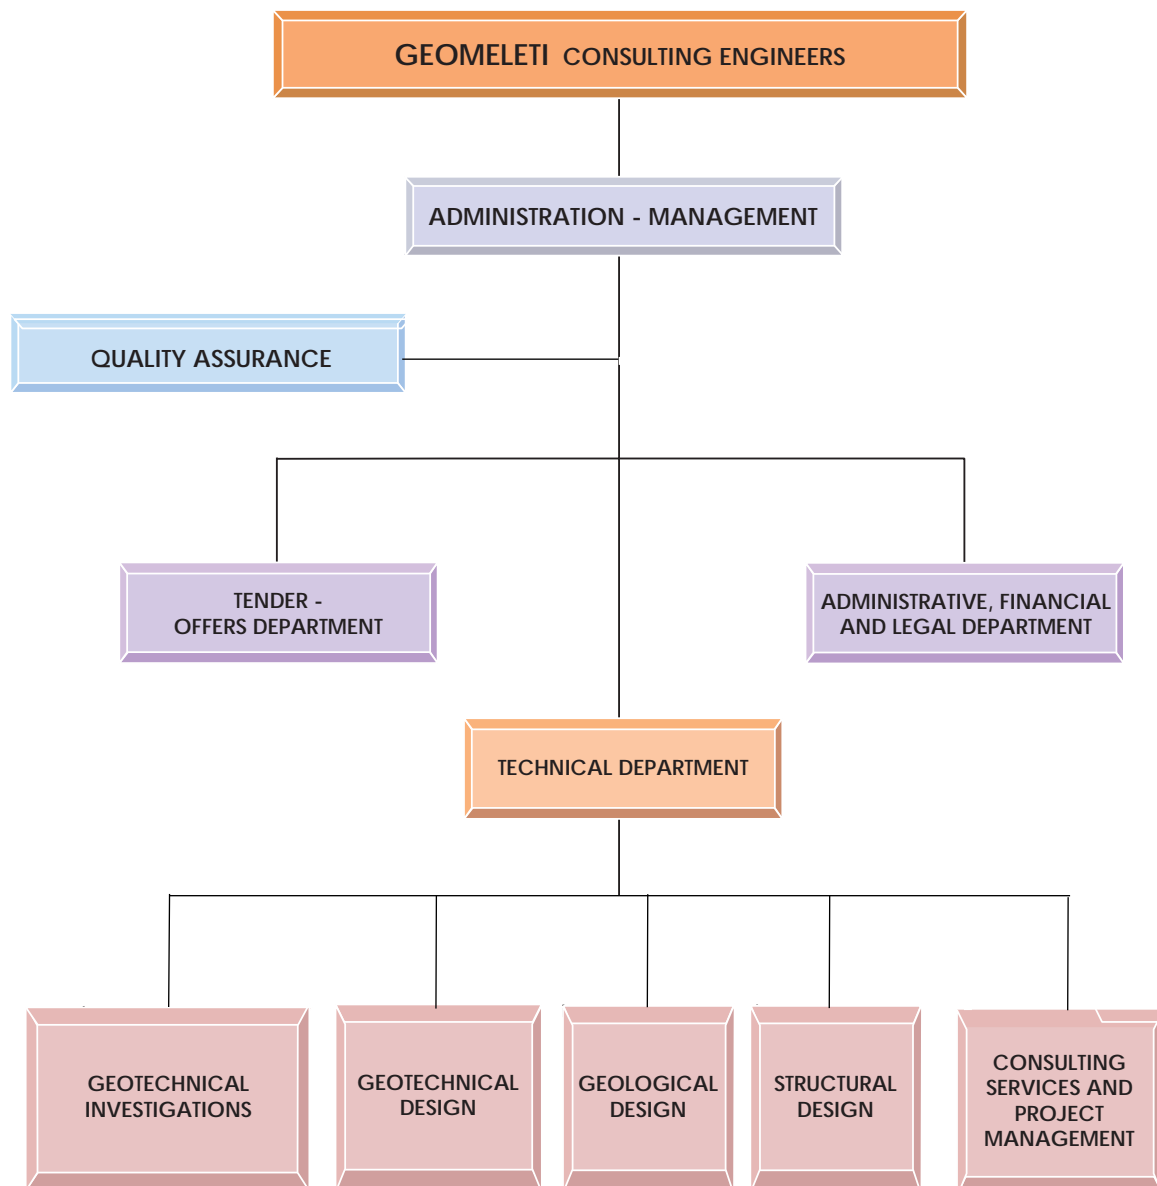 GEOMELETI CONSULTING ENGINEERS
ADMINISTRATION - MANAGEMENT
QUALITY ASSURANCE
TENDER -
OFFERS DEPARTMENT
ADMINISTRATIVE, FINANCIAL
AND LEGAL DEPARTMENT
TECHNICAL DEPARTMENT
GEOTECHNICAL
INVESTIGATIONS
GEOTECHNICAL
DESIGN
GEOLOGICAL
DESIGN
STRUCTURAL
DESIGN
CONSULTING
SERVICES AND
PROJECT
MANAGEMENT